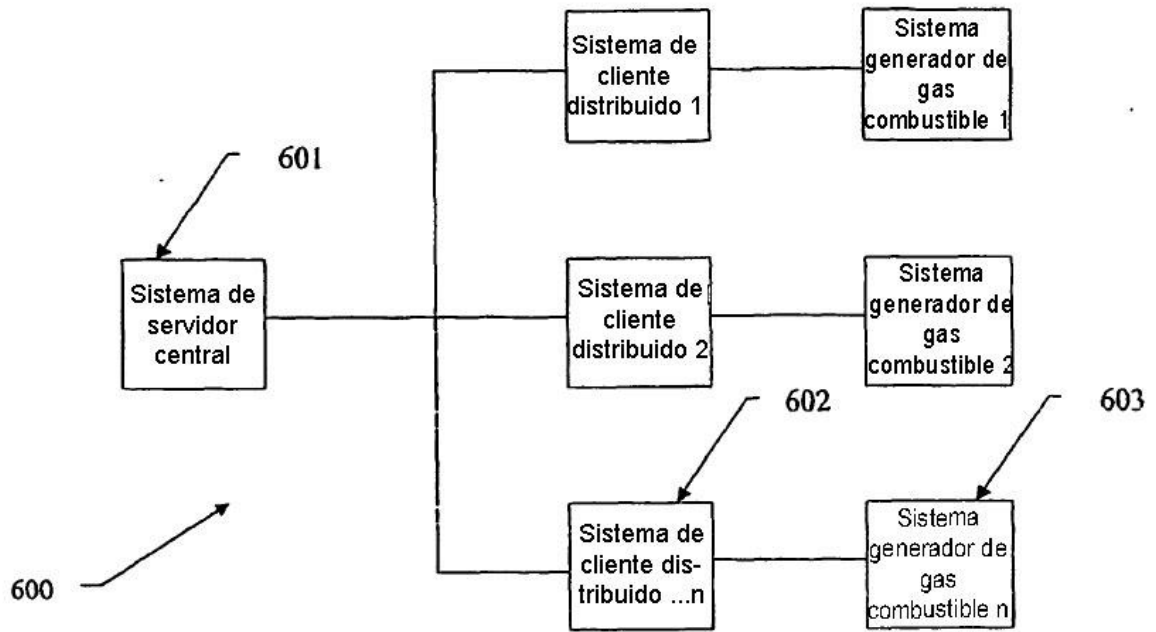 Sistema de
cliente
distribuido 1
Sistema
generador de
gas
combustible 1
601
Sistema de
servidor
central
Sistema de
cliente
distribuido 2
Sistema
generador de
gas
combustible 2
602
603
Sistema de
cliente dis-
tribuido ...n
Sistema
generador de
gas
combustible n
600